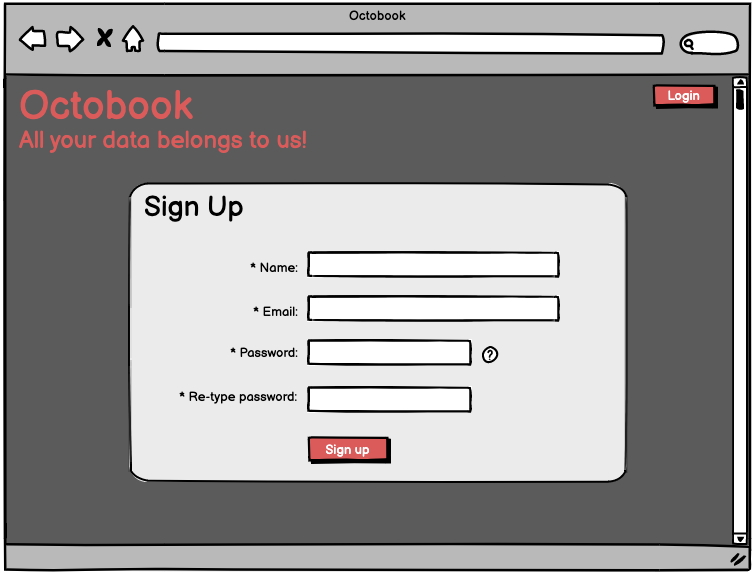 Octobook
Octobook
Login
All your data belongs to us!
Sign Up
* Name:
* Email:
* Password:
?
* Re-type password:
Sign up